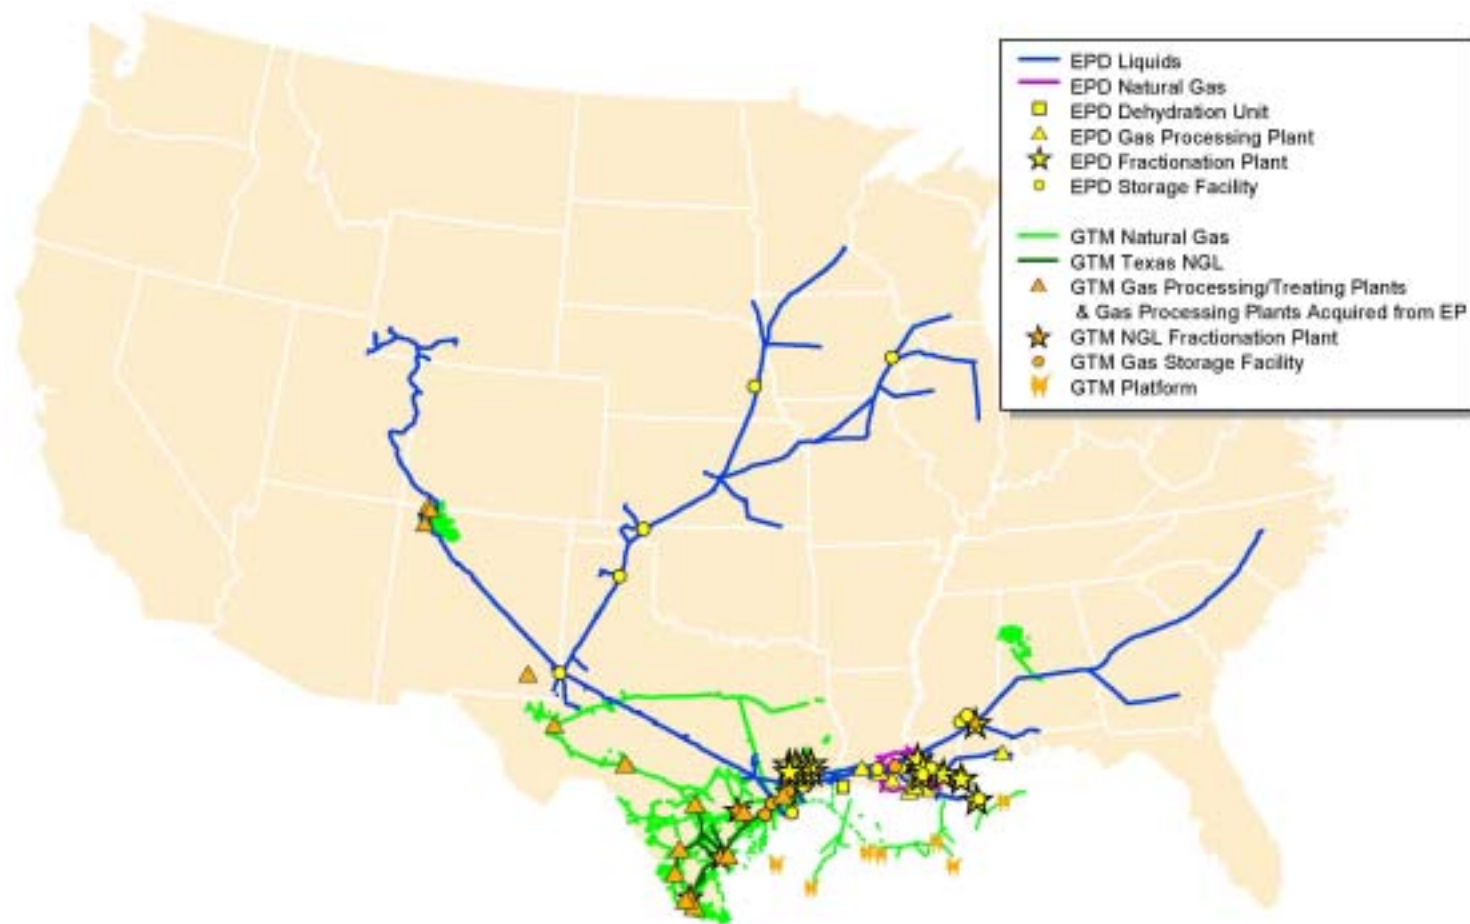 EPD Liquids
EPD Natural Gas
EPD Dehydration Unit
EPD Gas Processing Plant
EPD Fractionation Plant
EPD Storage Facility
GTM Natural Gas
GTM Texas NGL
GTM Gas Processing/Treating Plants
& Gas Processing Plants Acquired from EP
GTM NGL Fractionation Plant
GTM Gas Storage Facility
GTM Platform